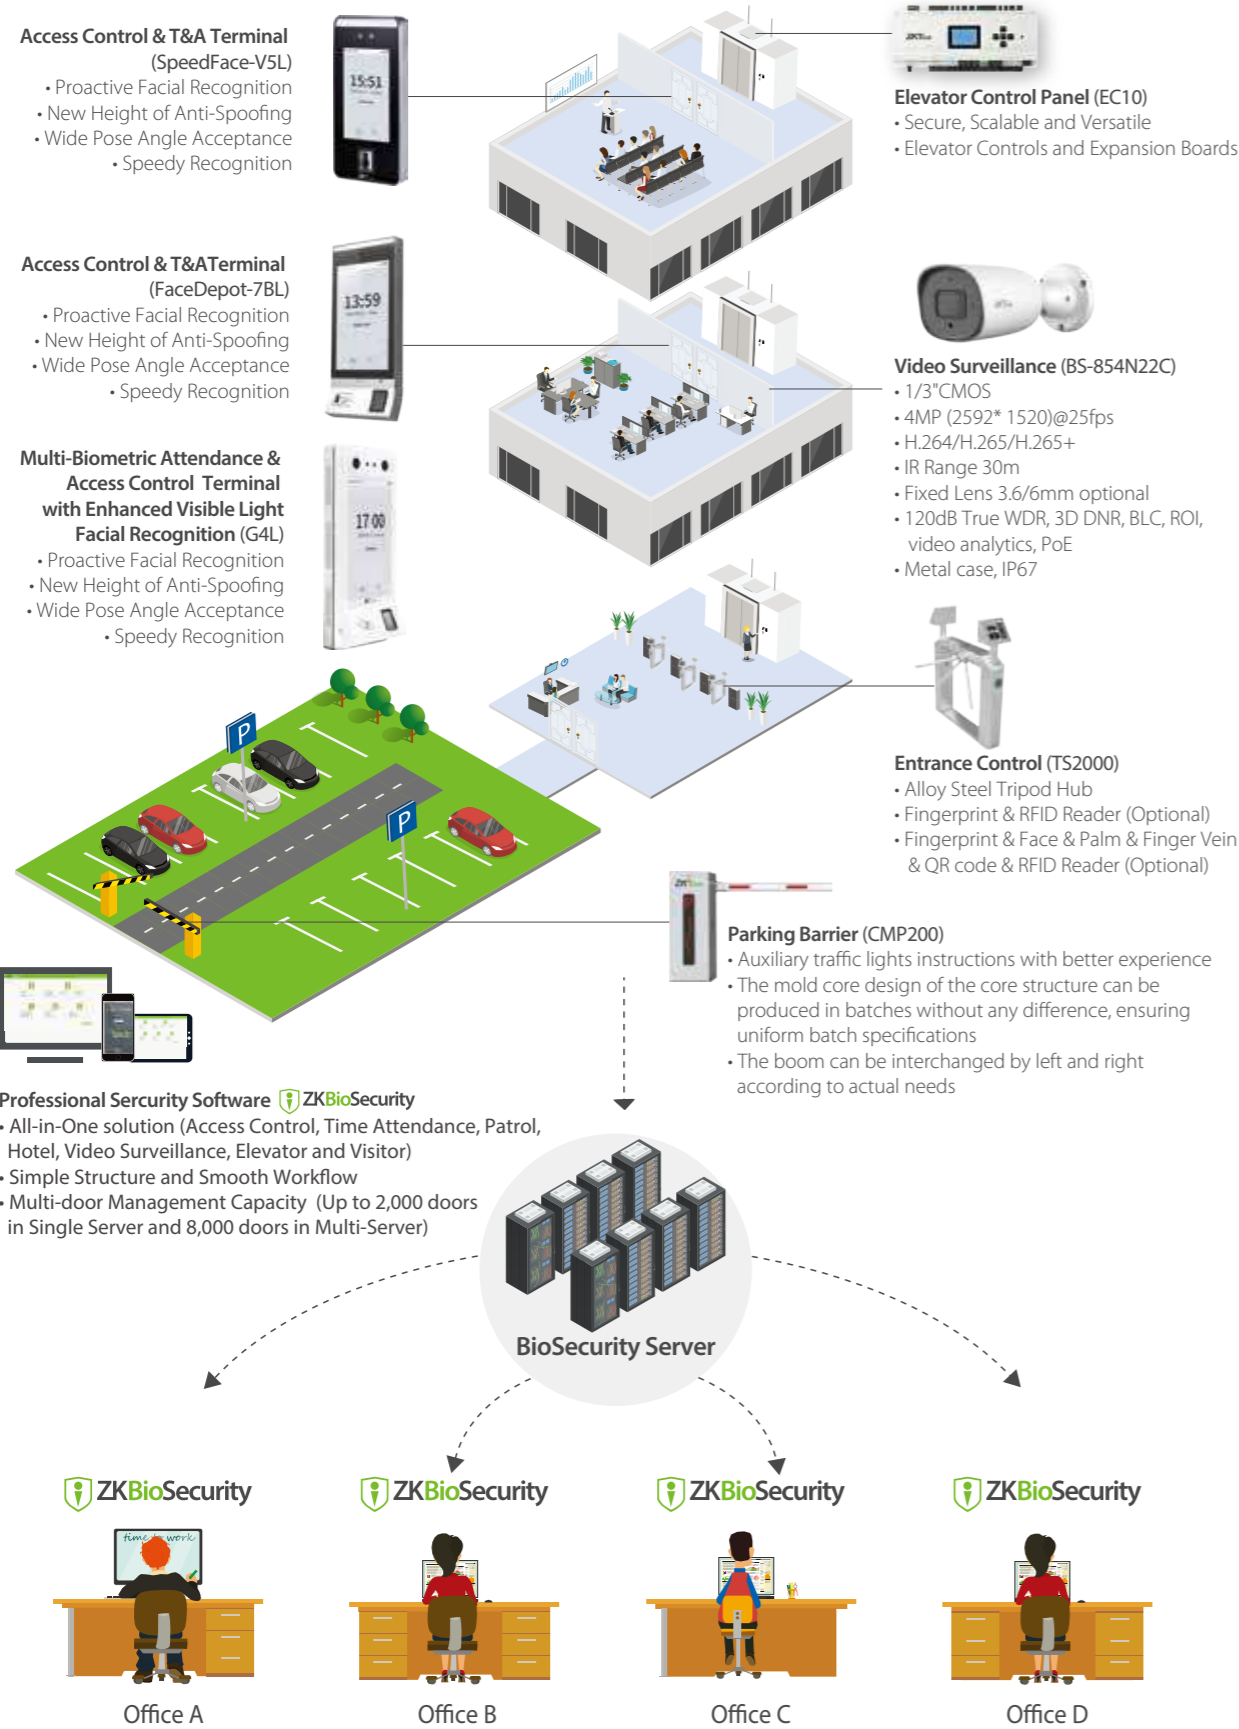 Access Control & T&A Terminal
(SpeedFace-V5L)
• Proactive Facial Recognition
• New Height of Anti-Spoofing
• Wide Pose Angle Acceptance
• Speedy Recognition
15:51
Elevator Control Panel (EC10)
• Secure, Scalable and Versatile
• Elevator Controls and Expansion Boards
Access Control & T&ATerminal
(FaceDepot-7BL)
• Proactive Facial Recognition
• New Height of Anti-Spoofing
• Wide Pose Angle Acceptance
• Speedy Recognition
13:59
Video Surveillance (BS-854N22C)
• 1/3"CMOS
• 4MP (2592* 1520)@25fps
• H.264/H.265/H.265+
• IR Range 30m
• Fixed Lens 3.6/6mm optional
• 120dB True WDR, 3D DNR, BLC, ROI,
video analytics, PoE
• Metal case, IP67
Multi-Biometric Attendance &
Access Control Terminal
with Enhanced Visible Light
Facial Recognition (G4L)
• Proactive Facial Recognition
• New Height of Anti-Spoofing
• Wide Pose Angle Acceptance
• Speedy Recognition
17:00
Entrance Control (TS2000)
• Alloy Steel Tripod Hub
• Fingerprint & RFID Reader (Optional)
• Fingerprint & Face & Palm & Finger Vein
& QR code & RFID Reader (Optional)
P
P
Parking Barrier (CMP200)
• Auxiliary traffic lights instructions with better experience
• The mold core design of the core structure can be
produced in batches without any difference, ensuring
uniform batch specifications
• The boom can be interchanged by left and right
according to actual needs
Professional Sercurity Software ZKBioSecurity
• All-in-One solution (Access Control, Time Attendance, Patrol,
Hotel, Video Surveillance, Elevator and Visitor)
• Simple Structure and Smooth Workflow
• Multi-door Management Capacity (Up to 2,000 doors
in Single Server and 8,000 doors in Multi-Server)
BioSecurity Server
ZKBioSecurity
ZKBioSecurity
ZKBioSecurity
ZKBioSecurity
time to work
Office A
Office B
Office C
Office D